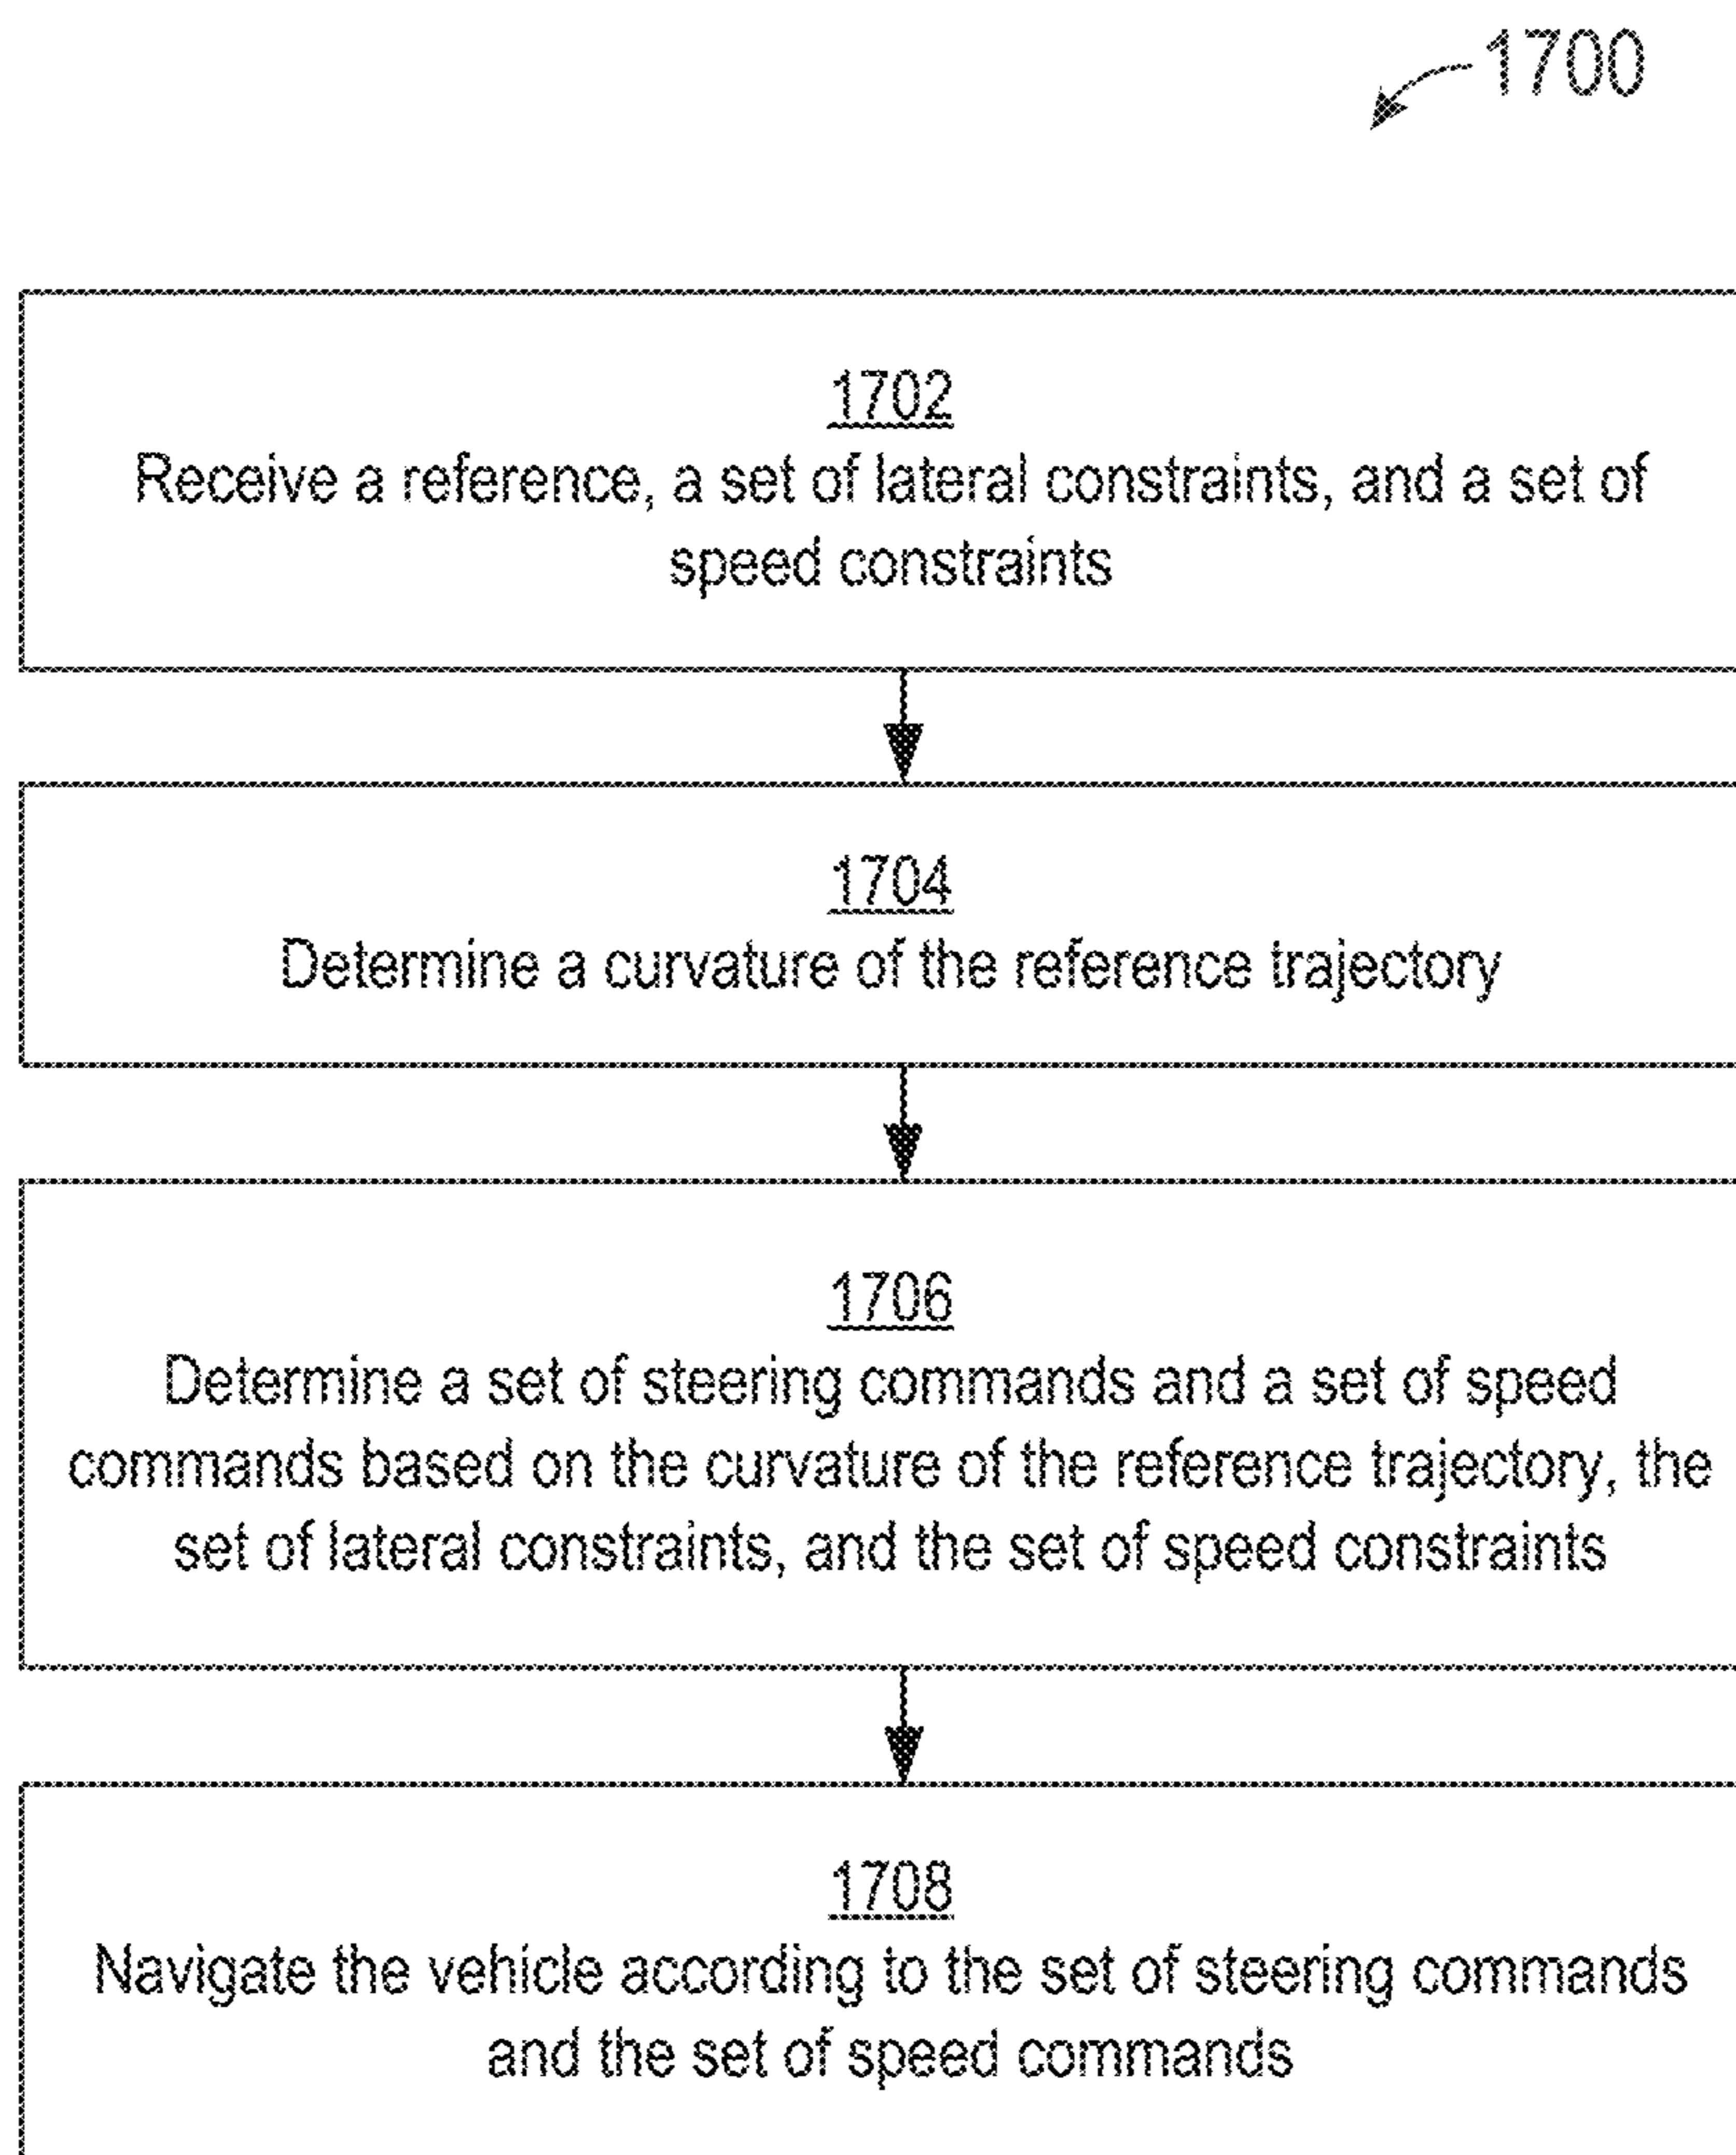 1700
1702
Receive a reference, a set of lateral constraints, and a set of
speed constraints
1704
Determine a curvature of the reference trajectory
1706
Determine a set of steering commands and a set of speed
commands based on the curvature of the reference trajectory, the
set of lateral constraints, and the set of speed constraints
1708
Navigate the vehicle according to the set of steering commands
and the set of speed commands